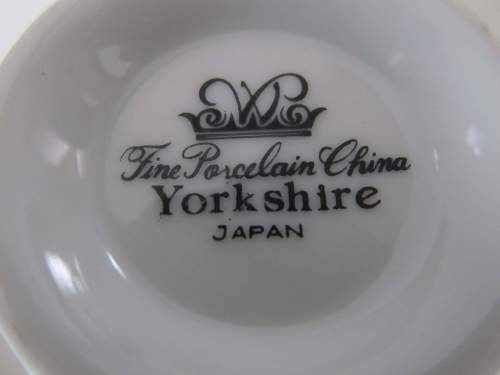 W
Fine Porcelain China
Yorkshire
JAPAN